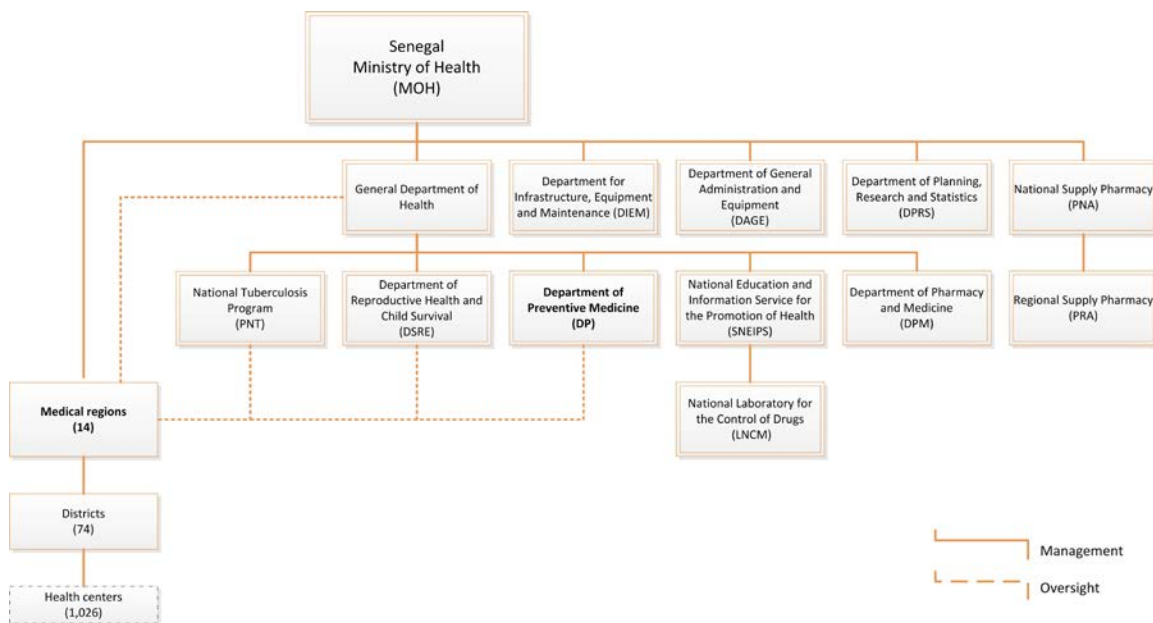 Senegal
Ministry of Health
(MOH)
General Department of
Health
Department for
Infrastructure, Equipment
and Maintenance (DIEM)
Department of General
Administration and
Equipment
(DAGE)
Department of Planning,
Research and Statistics
(DPRS)
National Supply Pharmacy
(PNA)
National Tuberculosis
Program
(PNT)
Department of
Reproductive Health and
Child Survival
(DSRE)
Department of
Preventive Medicine
(DP)
National Education and
Information Service for
the Promotion of Health
(SNEIPS)
Department of Pharmacy
and Medicine
(DPM)
Regional Supply Pharmacy
(PRA)
Medical regions
(14)
National Laboratory for
the Control of Drugs
(LNCM)
Districts
(74)
Health centers
(1,026)
Management
Oversight